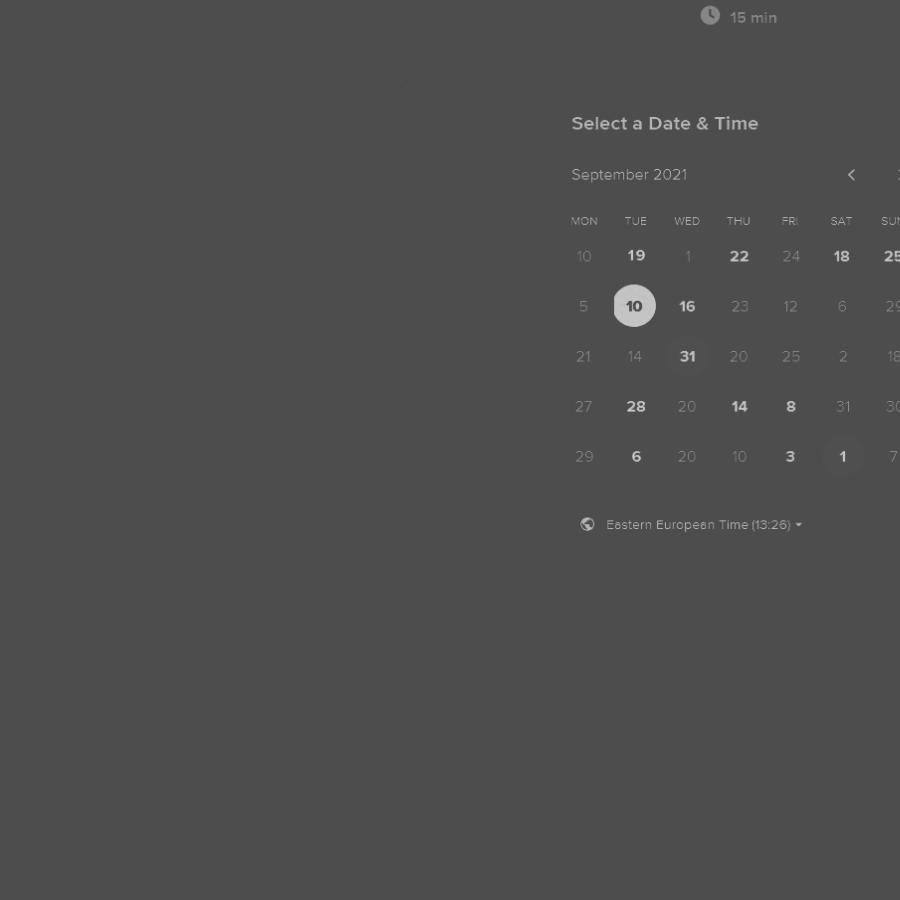 15 min
Select a Date & Time
September 2021
MON TUE WED THU FRI SAT SUN
10 19 1 22 24 18 25
5 10 16 23 12 6 29
21 14 31 20 25 2 18
27 28 20 14 8 31 30
29 6 20 10 3 1 7
Eastern European Time (13:26)